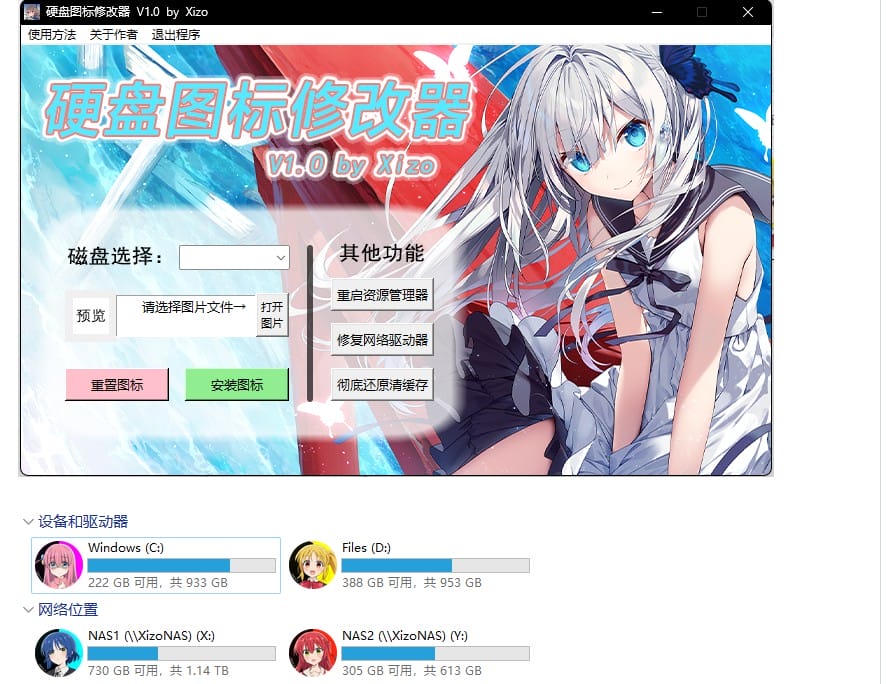 硬盘图标修改器 V1.0 by Xizo
使用方法 关于作者 退出程序
硬盘图标修改器
V1.0 by Xizo
磁盘选择：
预览
请选择图片文件→
打开
图片
重置图标
安装图标
其他功能
重启资源管理器
修复网络驱动器
彻底还原清缓存
设备和驱动器
Windows (C:)
222 GB 可用，共 933 GB
Files (D:)
388 GB 可用，共 953 GB
网络位置
NAS1 (\\XizoNAS) (X:)
730 GB 可用，共 1.14 TB
NAS2 (\\XizoNAS) (Y:)
305 GB 可用，共 613 GB